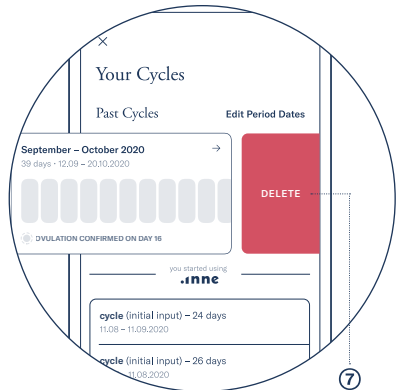 Your Cycles
Past Cycles Edit Period Dates
September – October 2020
39 days · 12.09 – 20.10.2020
OVULATION CONFIRMED ON DAY 16
DELETE
you started using
.anne
cycle (initial input) – 24 days
11.08 – 11.09.2020
cycle (initial input) – 26 days
11.08.2020
7